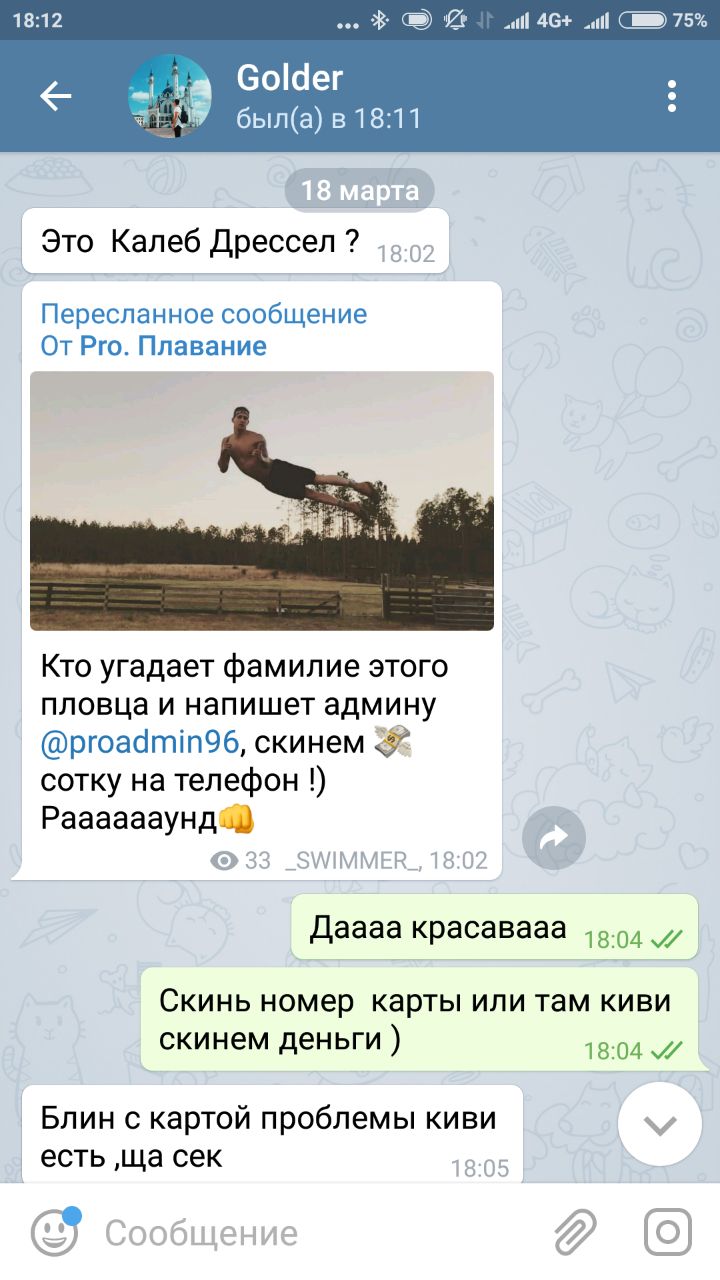 18:12
... 4G+ 75%
Golder
был(а) в 18:11
18 марта
Это Калеб Дрессел ? 18:02
Пересланное сообщение
От Pro. Плавание
Кто угадает фамилие этого
пловца и напишет админу
@proadmin96, скинем 💸
сотку на телефон !)
Раааааааунд👊
33 _SWIMMER_, 18:02
Даааа красавааа 18:04
Скинь номер карты или там киви
скинем деньги ) 18:04
Блин с картой проблемы киви
есть ,ща сек 18:05
Сообщение